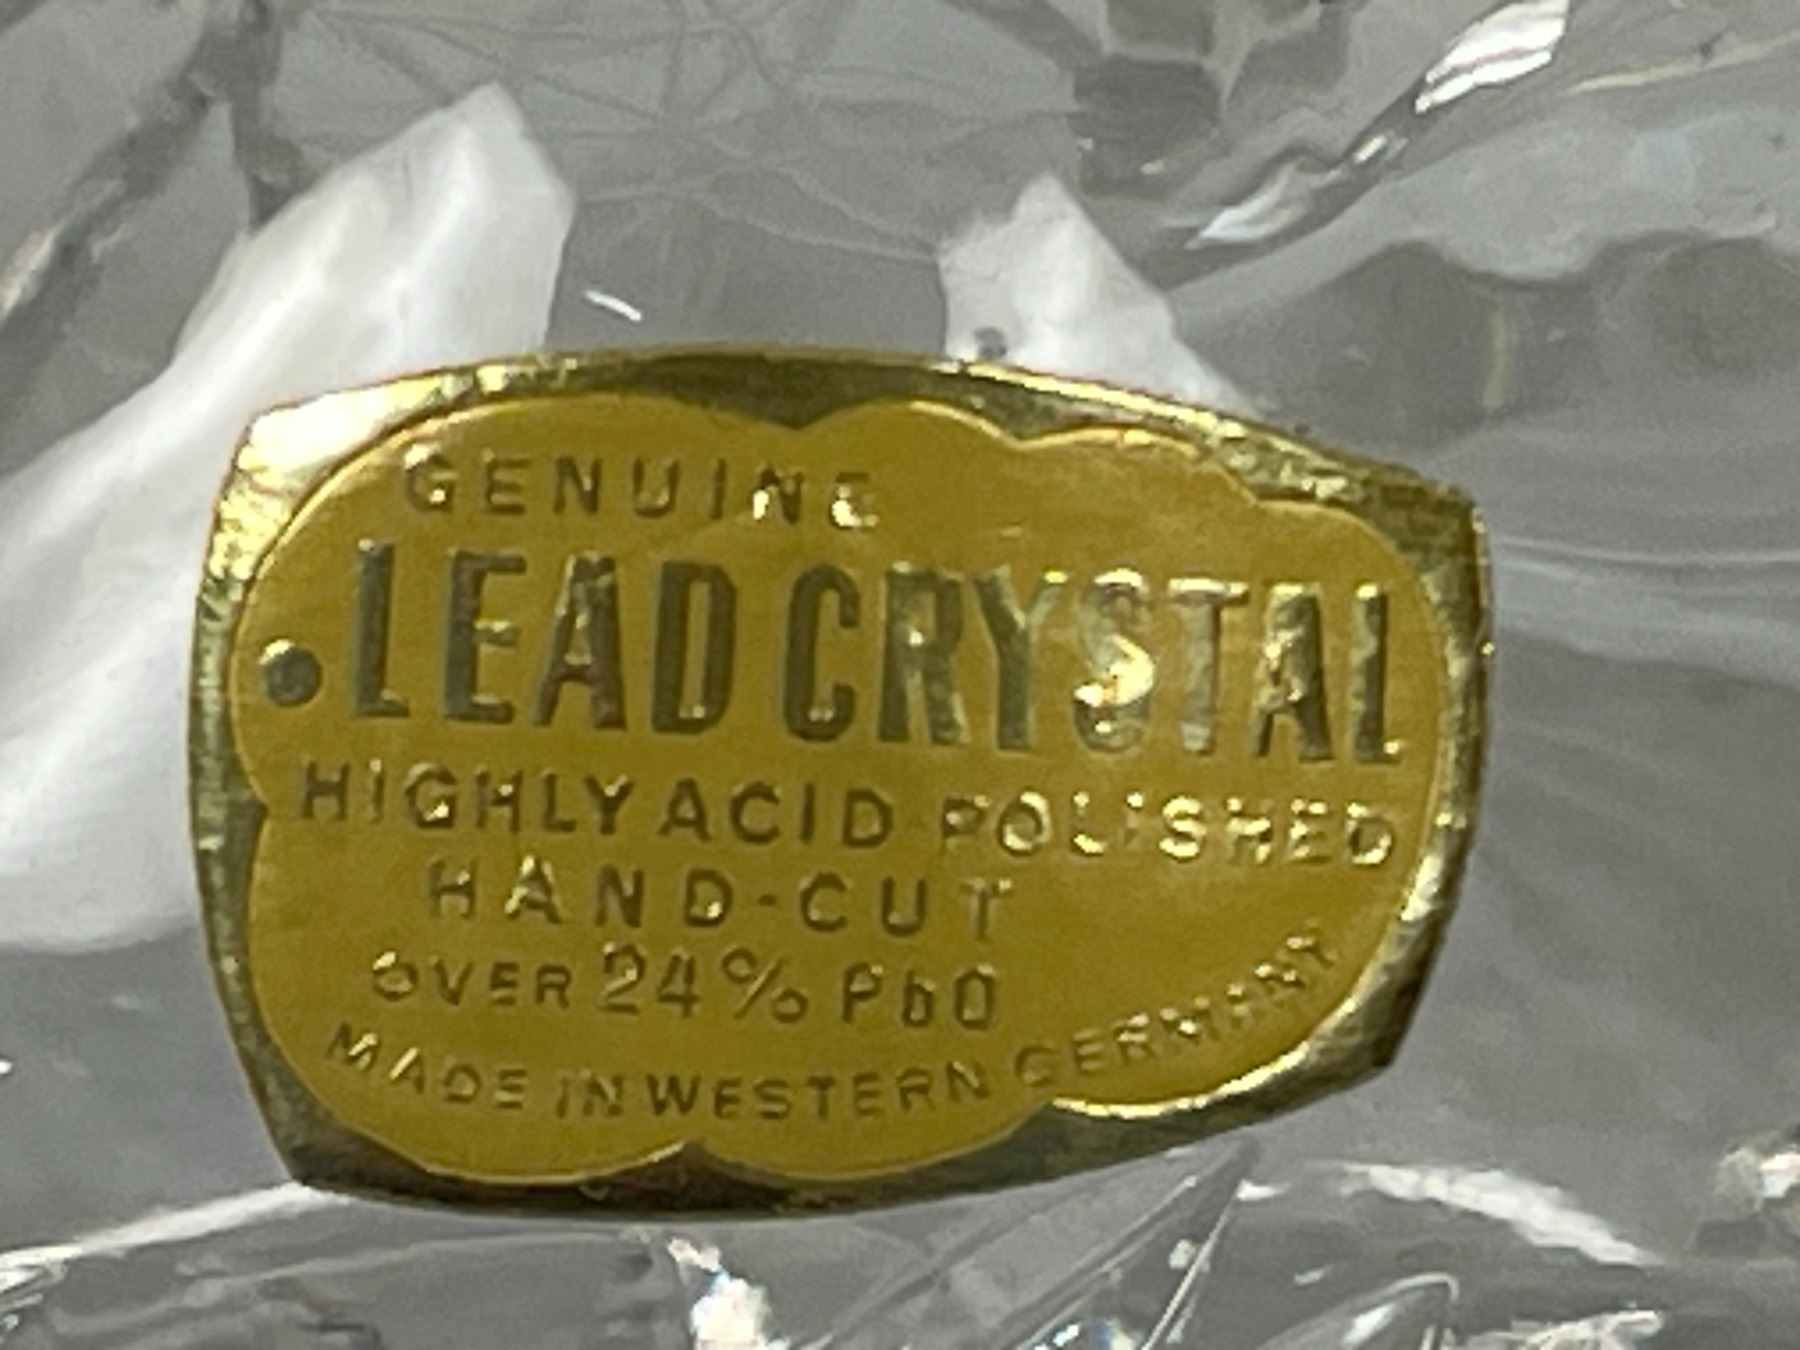 GENUINE
•LEAD CRYSTAL
HIGHLY ACID POLISHED
HAND-CUT
OVER 24% PbO
MADE IN WESTERN GERMANY